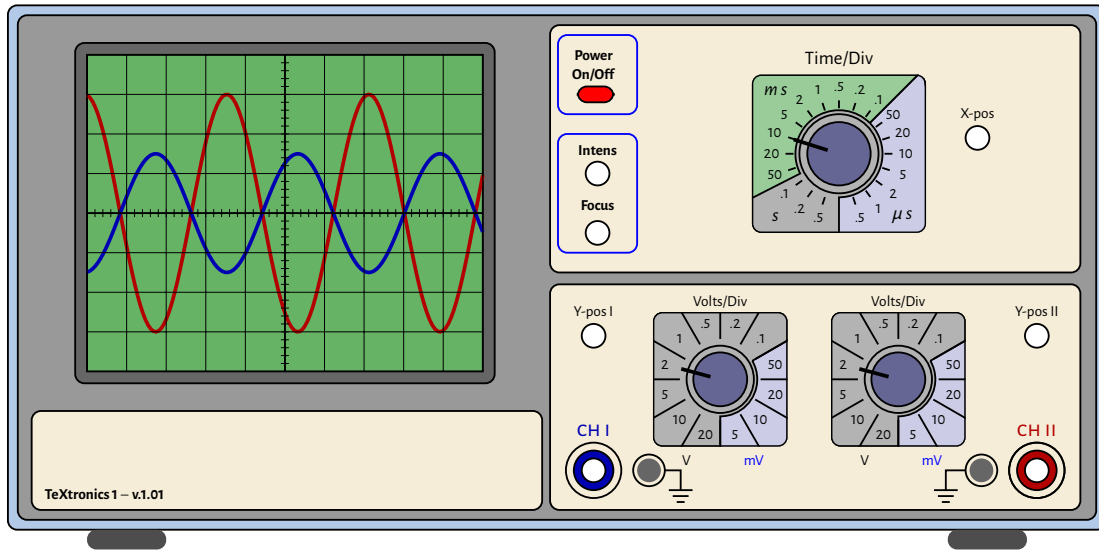 Power
On/Off
Intens
Focus
Time/Div
m s
μ s
s
.5
.2
.1
50
20
10
5
2
1
.5
.2
.1
50
20
10
5
2
1
X-pos
Y-pos I
Volts/Div
.5
.2
.1
50
20
10
5
20
10
5
2
1
V
mV
CH I
Volts/Div
.5
.2
.1
50
20
10
5
20
10
5
2
1
V
mV
Y-pos II
CH II
TeXtronics 1 – v.1.01